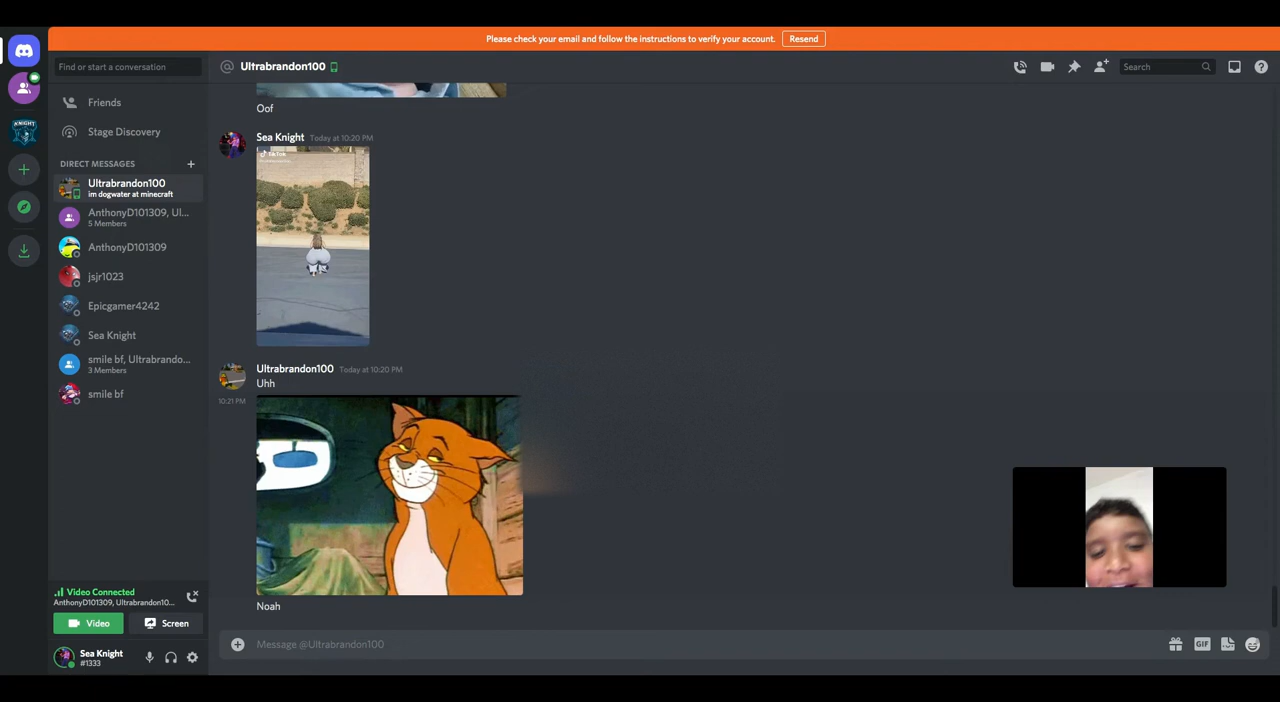 Please check your email and follow the instructions to verify your account.
Resend
Find or start a conversation
Ultrabrandon100
Search
Friends
Stage Discovery
DIRECT MESSAGES
Ultrabrandon100
im dogwater at minecraft
AnthonyD101309, Ul...
5 Members
AnthonyD101309
jsjr1023
Epicgamer4242
Sea Knight
smile bf, Ultrabrando...
3 Members
smile bf
Video Connected
AnthonyD101309, Ultrabrandon10...
Video
Screen
Sea Knight
#1333
Oof
Sea Knight Today at 10:20 PM
TikTok
Ultrabrandon100 Today at 10:20 PM
Uhh
10:21 PM
Noah
Message @Ultrabrandon100
GIF